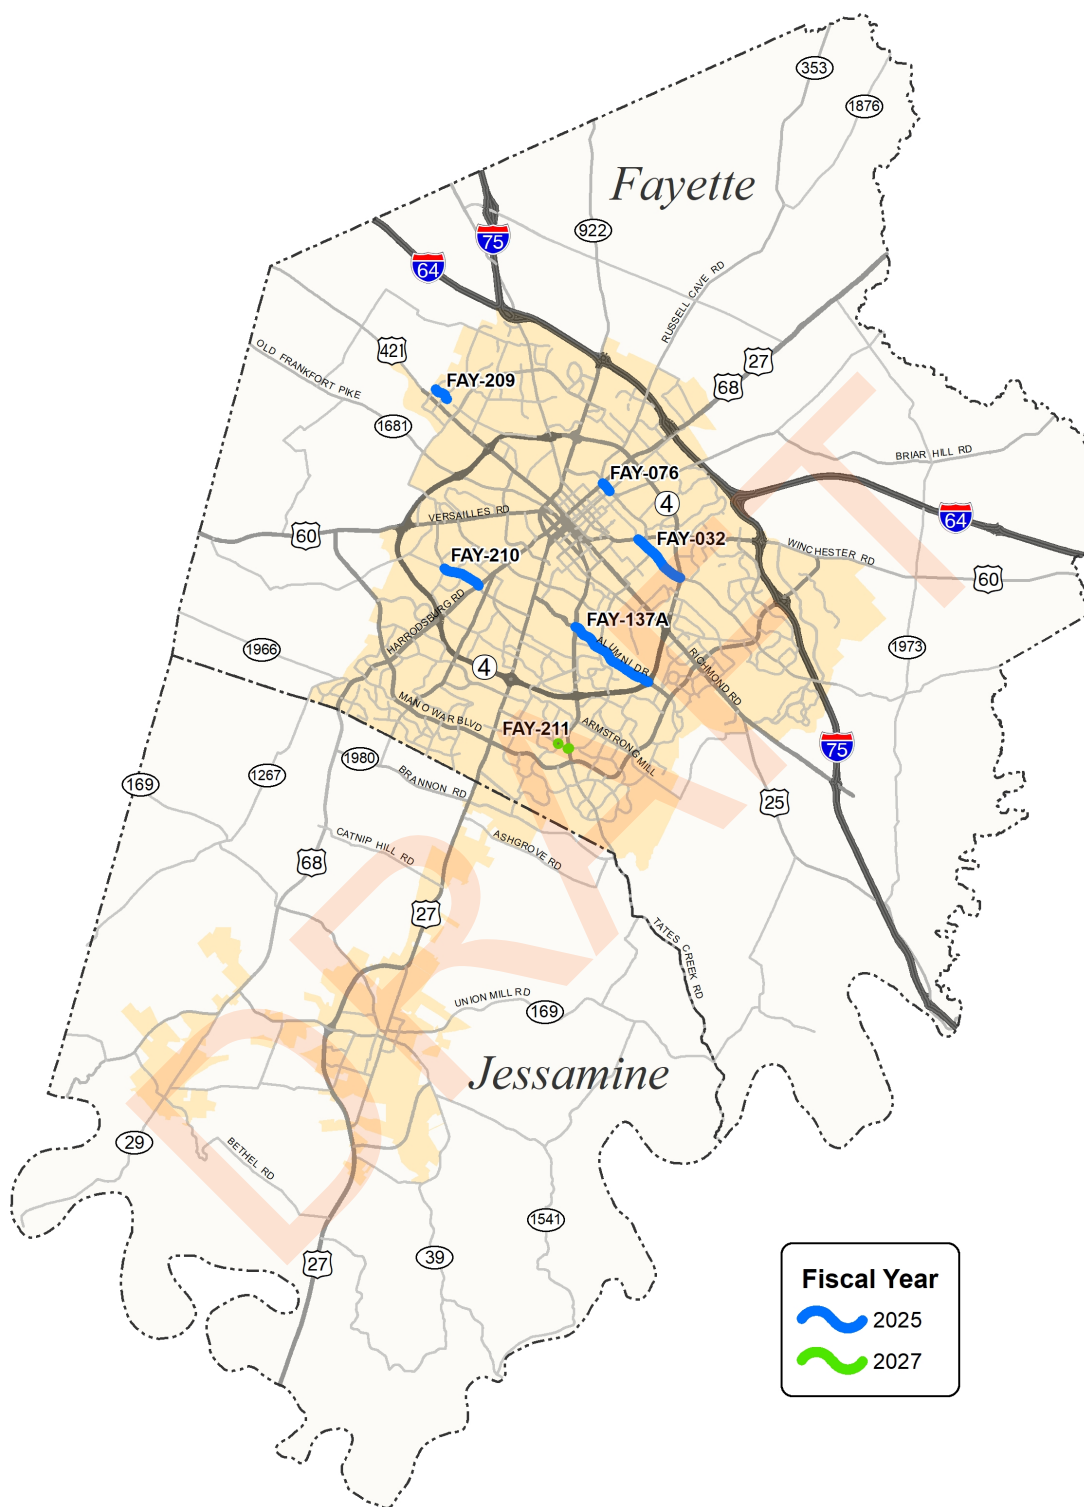 353
1876
Fayette
922
75
64
RUSSELL CAVE RD
421
OLD FRANKFORT PIKE
27
68
FAY-209
1681
BRIAR HILL RD
FAY-076
4
VERSAILLES RD
64
60
FAY-032
WINCHESTER RD
FAY-210
60
HARRODSBURG RD
FAY-137A
ALUMNI DR
1966
1973
4
RICHMOND RD
MAN O WAR BLVD
FAY-211
ARMSTRONG MILL
75
1980
1267
169
BRANNON RD
25
CATNIP HILL RD
ASHGROVE RD
68
27
TATES CREEK RD
UNION MILL RD
169
Jessamine
29
BETHEL RD
1541
39
27
DRAFT
Fiscal Year
2025
2027